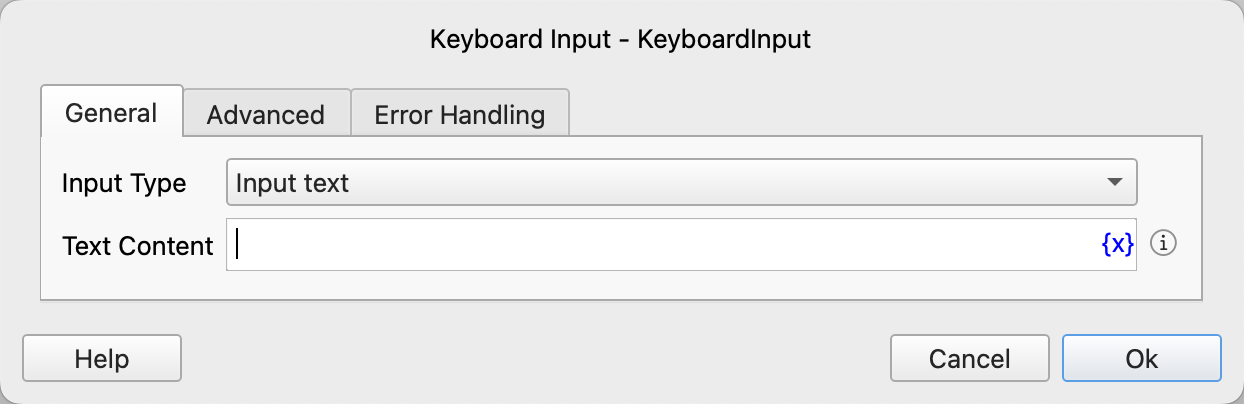 Keyboard Input - KeyboardInput
General Advanced Error Handling
Input Type Input text
Text Content {x} i
Help Cancel Ok